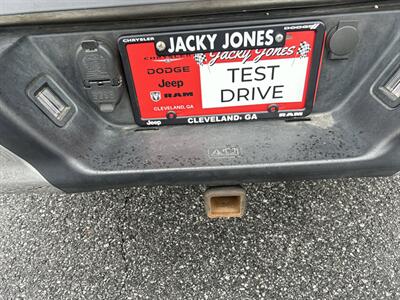 CHRYSLER
DODGE
JACKY JONES
Jacky Jones
DODGE
Jeep
RAM
CLEVELAND, GA
TEST
DRIVE
Jeep
CLEVELAND, GA
RAM